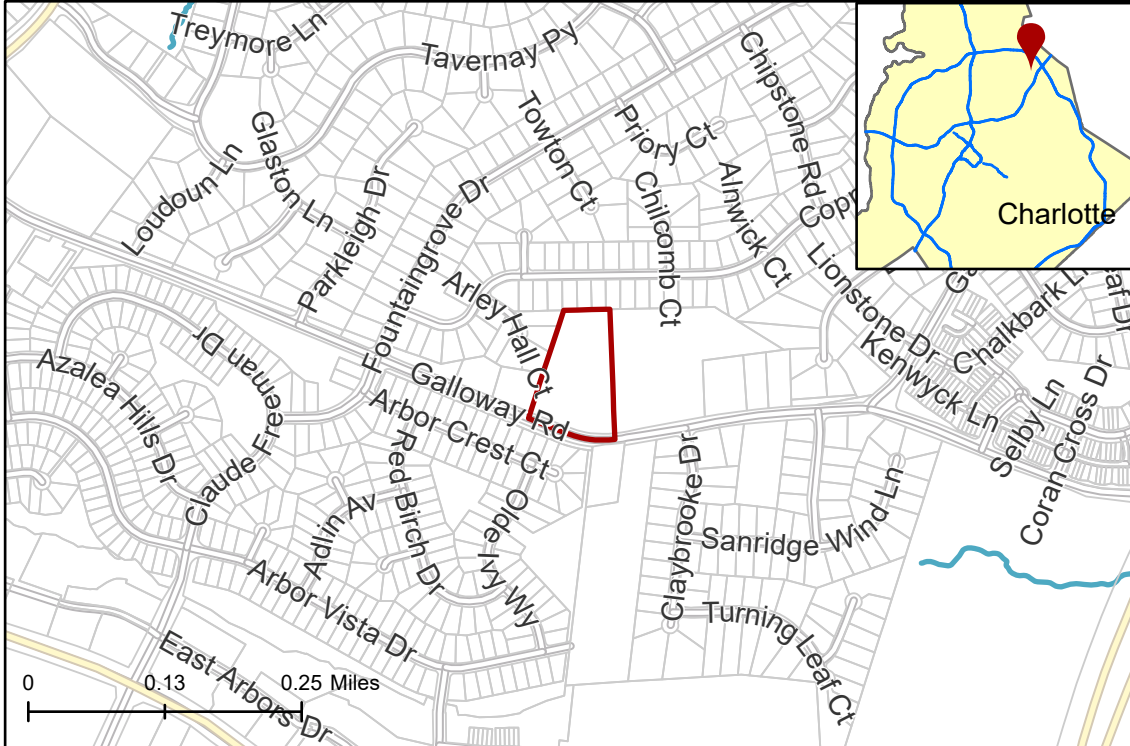 Treymore Ln
Tavernay Py
Chipstone Rd
Glaston Ln
Towton Ct
Priory Ct
Charlotte
Loudoun Ln
Parkleigh Dr
Fountaingrove Dr
Chilcomb Ct
Alnwick Ct
Copp
Lionstone Dr
Arley Hall Ct
Chalkbark Ln
Kenwyck Ln
Galloway Rd
Arbor Crest Ct
Azalea Hills Dr
Claude Freeman Dr
Selby Ln
Coran Cross Dr
Red Birch Dr
Adlin Av
Olde Ivy Wy
Claybrooke Dr
Sanridge Wind Ln
Arbor Vista Dr
Turning Leaf Ct
East Arbors Dr
0 0.13 0.25 Miles